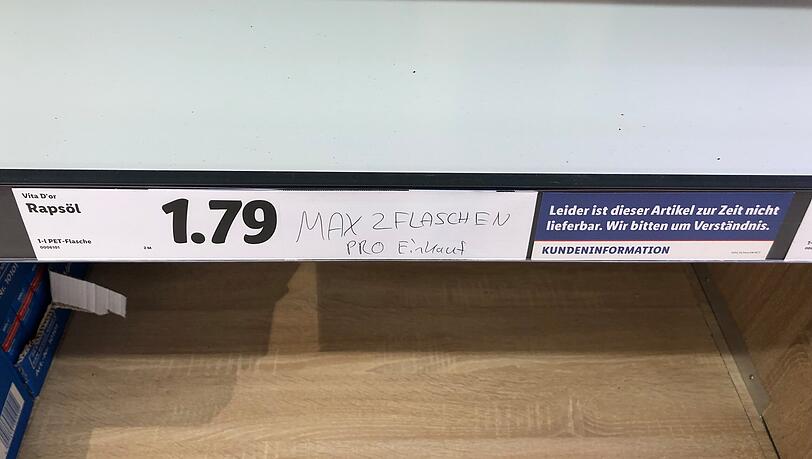 Vita D'or
Rapsöl
1-l PET-Flasche
0006101
1.79
MAX 2 FLASCHEN
PRO Einkauf
Leider ist dieser Artikel zur Zeit nicht
lieferbar. Wir bitten um Verständnis.
KUNDENINFORMATION